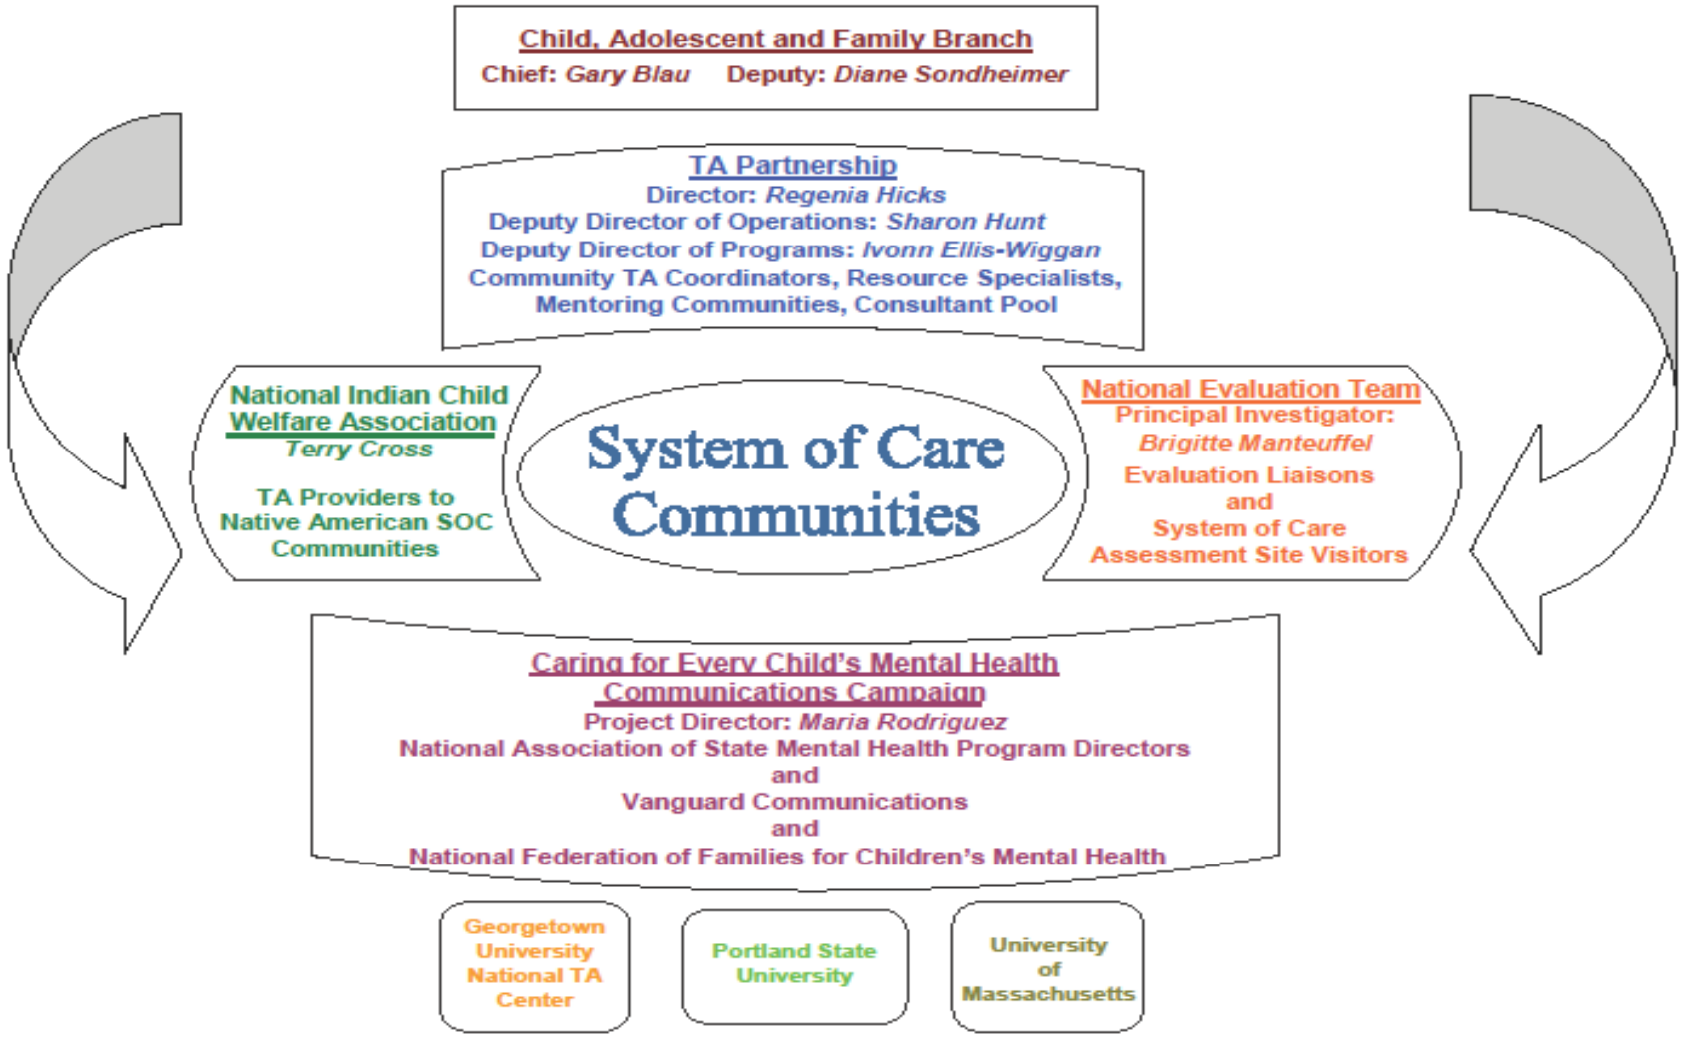 Child, Adolescent and Family Branch
Chief: Gary Blau Deputy: Diane Sondheimer
TA Partnership
Director: Regenia Hicks
Deputy Director of Operations: Sharon Hunt
Deputy Director of Programs: Ivonn Ellis-Wiggan
Community TA Coordinators, Resource Specialists,
Mentoring Communities, Consultant Pool
National Indian Child
Welfare Association
Terry Cross
TA Providers to
Native American SOC
Communities
System of Care
Communities
National Evaluation Team
Principal Investigator:
Brigitte Manteuffel
Evaluation Liaisons
and
System of Care
Assessment Site Visitors
Caring for Every Child’s Mental Health
Communications Campaign
Project Director: Maria Rodriguez
National Association of State Mental Health Program Directors
and
Vanguard Communications
and
National Federation of Families for Children’s Mental Health
Georgetown
University
National TA
Center
Portland State
University
University
of
Massachusetts